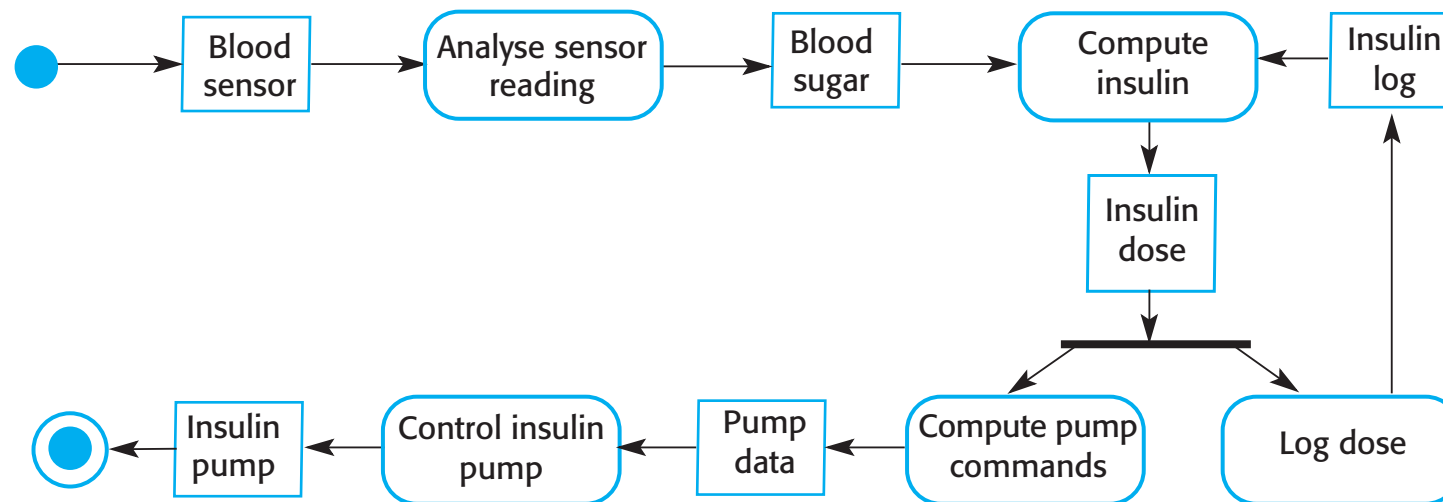 Blood
sensor
Analyse sensor
reading
Blood
sugar
Compute
insulin
Insulin
log
Insulin
dose
Insulin
pump
Control insulin
pump
Pump
data
Compute pump
commands
Log dose